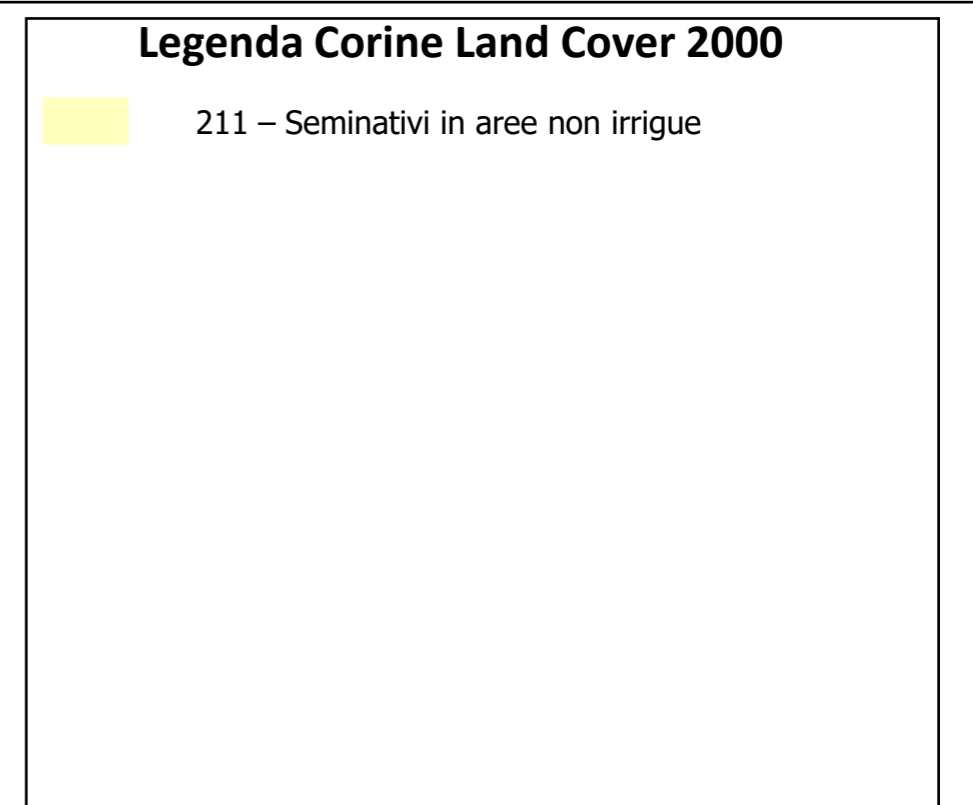 Legenda Corine Land Cover 2000
211 – Seminativi in aree non irrigue